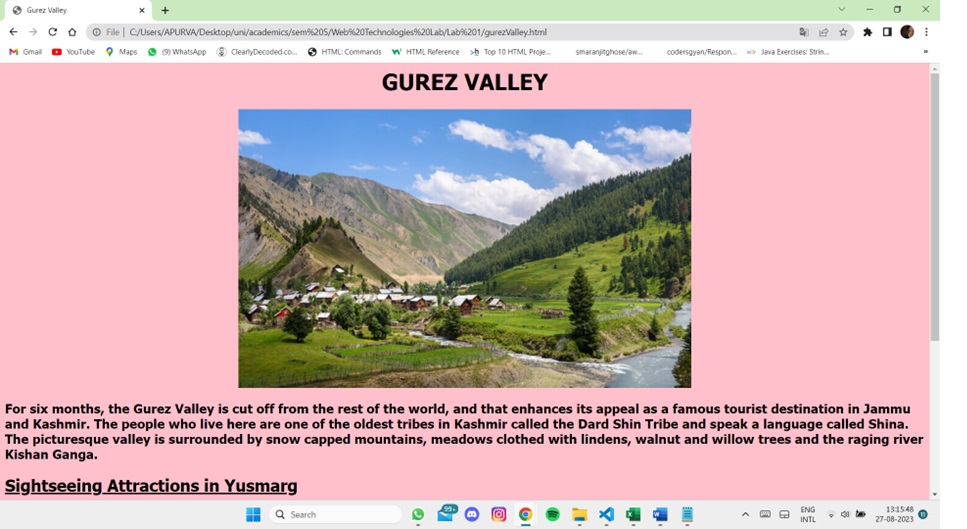 Gurez Valley
File | C:/Users/APURVA/Desktop/uni/academics/sem%205/Web%20Technologies%20Lab/Lab%201/gurezValley.html
Gmail YouTube Maps (9) WhatsApp ClearlyDecoded.co... HTML: Commands HTML Reference Top 10 HTML Proje... smaranjitghose/aw... codersgyan/Respon... Java Exercises: Strin...
GUREZ VALLEY
For six months, the Gurez Valley is cut off from the rest of the world, and that enhances its appeal as a famous tourist destination in Jammu
and Kashmir. The people who live here are one of the oldest tribes in Kashmir called the Dard Shin Tribe and speak a language called Shina.
The picturesque valley is surrounded by snow capped mountains, meadows clothed with lindens, walnut and willow trees and the raging river
Kishan Ganga.
Sightseeing Attractions in Yusmarg
Search
99+
ENG
INTL
13:15:48
27-08-2023